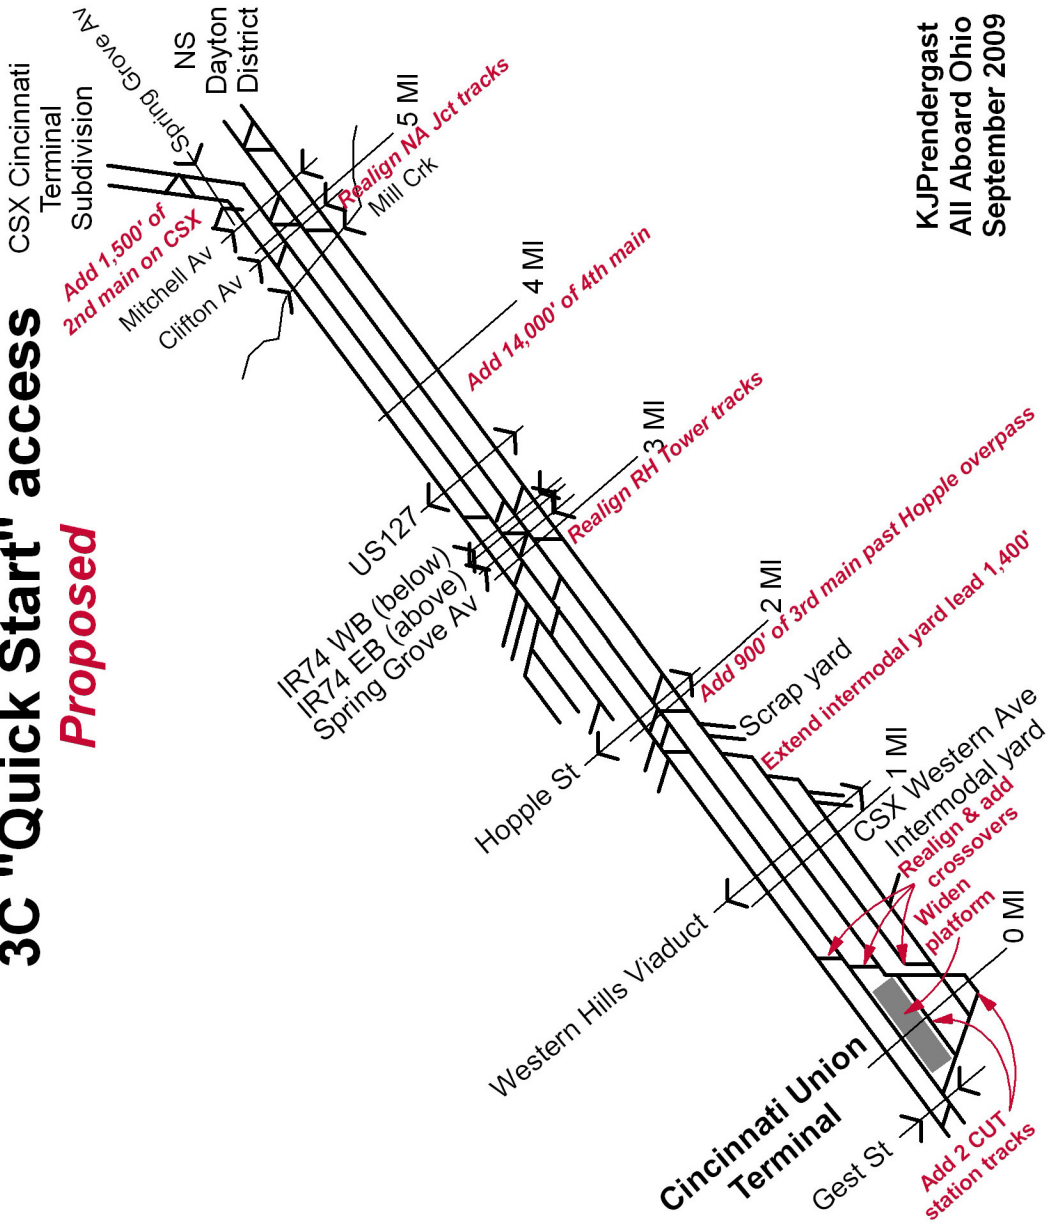 3C "Quick Start" access
Proposed
CSX Cincinnati
Terminal
Subdivision
Spring Grove Av
NS
Dayton
District
Add 1,500' of
2nd main on CSX
Mitchell Av
Clifton Av
5 MI
Realign NA Jct tracks
Mill Crk
4 MI
Add 14,000' of 4th main
US127
IR74 WB (below)
IR74 EB (above)
Spring Grove Av
3 MI
Realign RH Tower tracks
Hopple St
2 MI
Add 900' of 3rd main past Hopple overpass
Scrap yard
Extend intermodal yard lead 1,400'
Western Hills Viaduct
1 MI
CSX Western Ave
Intermodal yard
Realign & add
crossovers
Widen
platform
0 MI
Cincinnati Union
Terminal
Gest St
Add 2 CUT
station tracks
KJPrendergast
All Aboard Ohio
September 2009